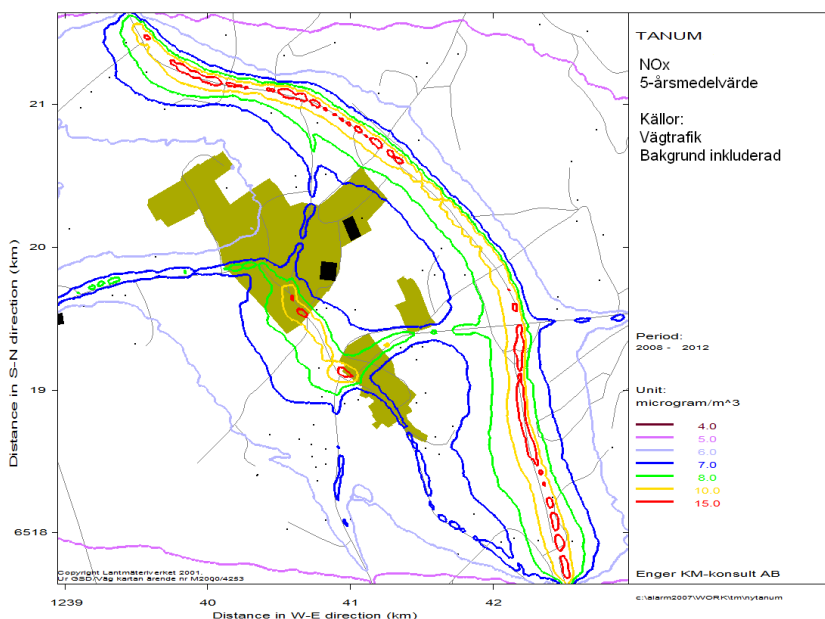 TANUM
NOx
5-årsmedelvärde
Källor:
Vägtrafik
Bakgrund inkluderad
21
20
19
6518
Distance in S-N direction (km)
Period:
2008 - 2012
Unit:
microgram/m^3
4.0
5.0
6.0
7.0
8.0
10.0
15.0
Copyright Lantmäteriverket 2001.
Ur GSD/Väg kartan ärende nr M2000/4253
Enger KM-konsult AB
1239
40
41
42
Distance in W-E direction (km)
c:\alarm2007\WORK\tm\nytanum